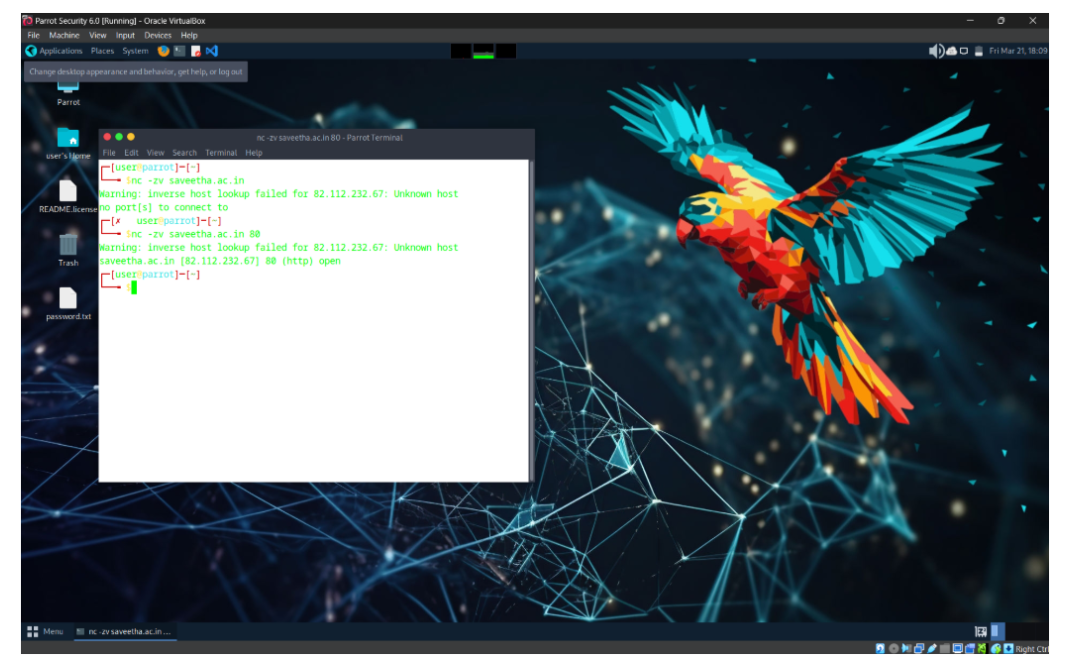 Parrot Security 6.0 [Running] - Oracle VirtualBox
File Machine View Input Devices Help
Applications Places System
Fri Mar 21, 18:09
Change desktop appearance and behavior, get help, or log out
Parrot
user's Home
README.license
Trash
password.txt
nc -zv saveetha.ac.in 80 - Parrot Terminal
File Edit View Search Terminal Help
┌─[user@parrot]─[~]
└──╼ $nc -zv saveetha.ac.in
Warning: inverse host lookup failed for 82.112.232.67: Unknown host
no port[s] to connect to
┌─[✗ user@parrot]─[~]
└──╼ $nc -zv saveetha.ac.in 80
Warning: inverse host lookup failed for 82.112.232.67: Unknown host
saveetha.ac.in [82.112.232.67] 80 (http) open
┌─[user@parrot]─[~]
└──╼ $
Menu nc -zv saveetha.ac.in ...
Right Ctrl